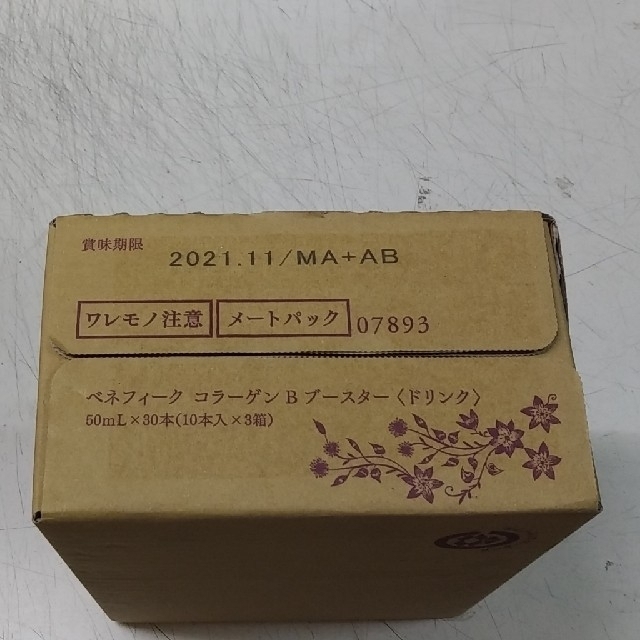 賞味期限
2021.11/MA+AB
ワレモノ注意 メートパック 07893
ベネフィーク コラーゲン B ブースター〈ドリンク〉
50mL×30本(10本入×3箱)